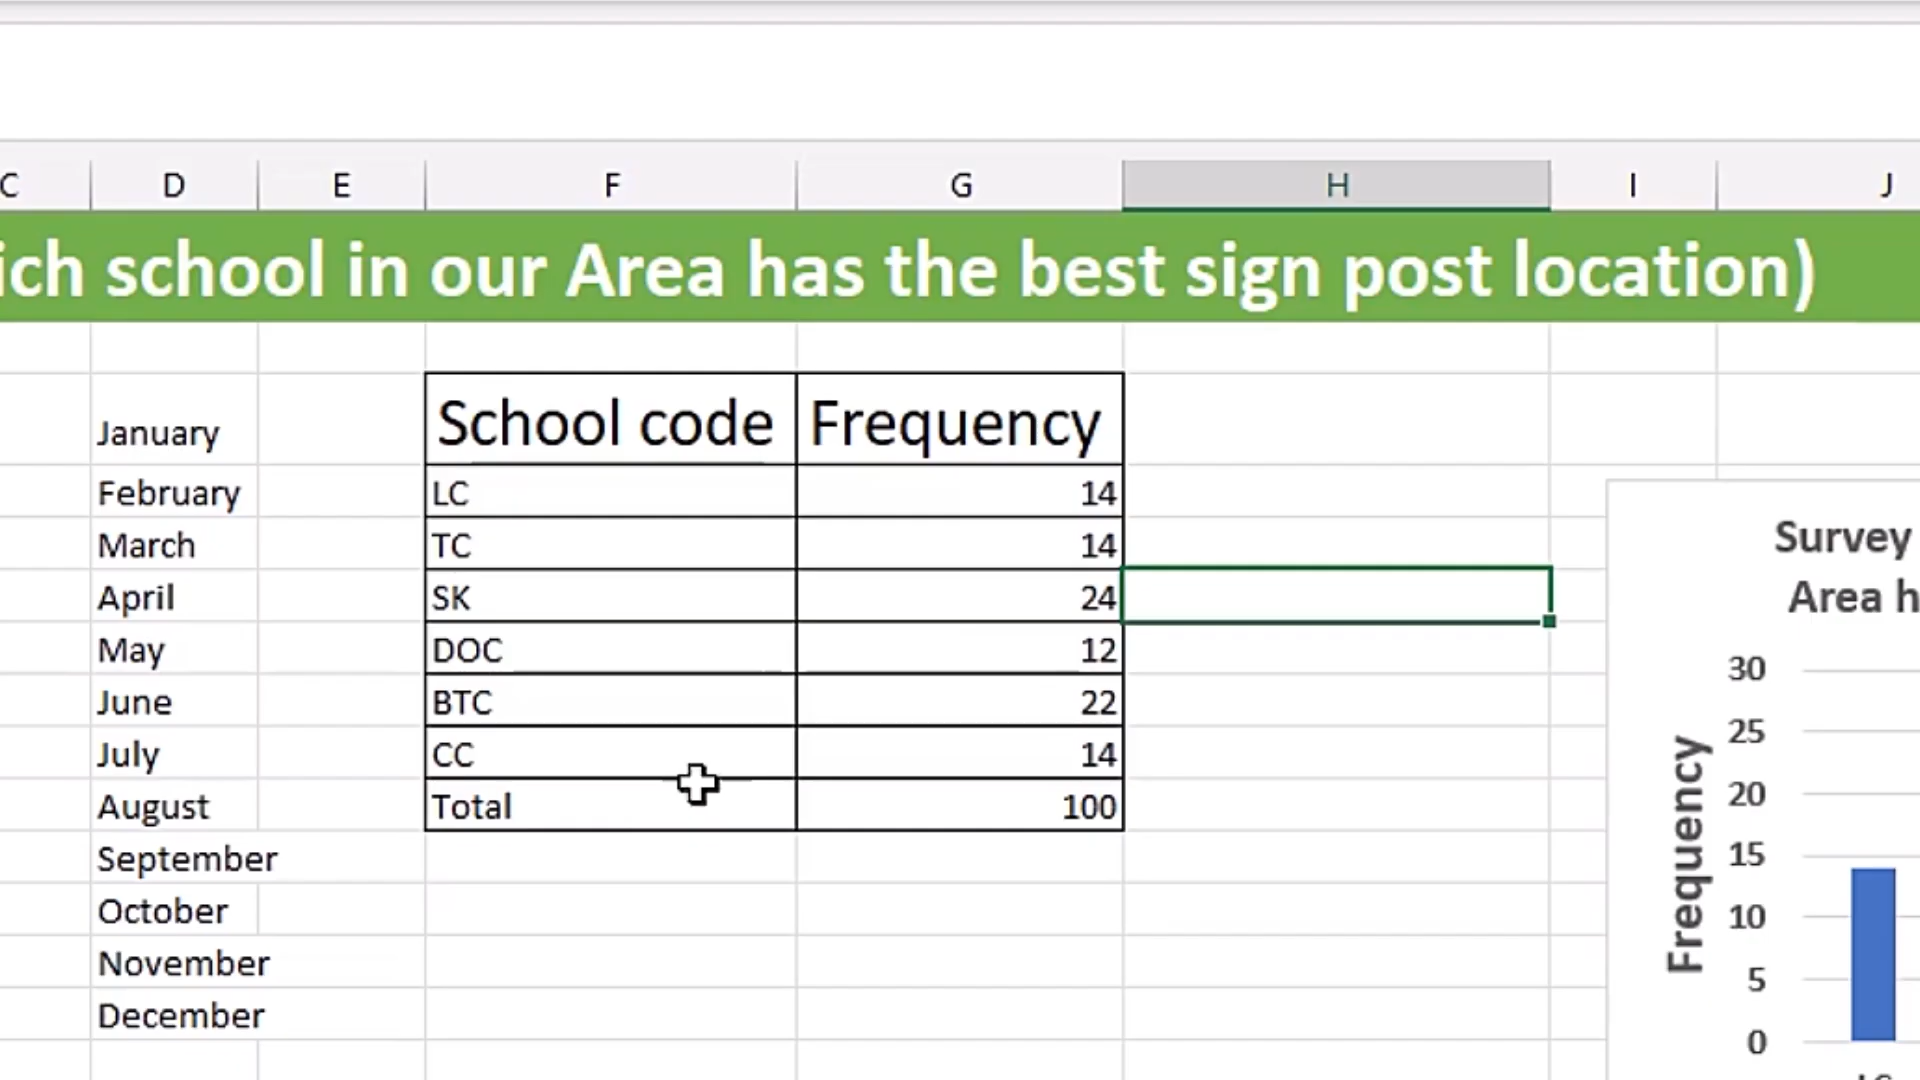 C D E F G H I J
ich school in our Area has the best sign post location)
January School code Frequency
February LC 14
March TC 14
April SK 24
May DOC 12
June BTC 22
July CC 14
August Total 100
September
October
November
December
Survey
Area h
30
25
20
15
10
5
0
Frequency